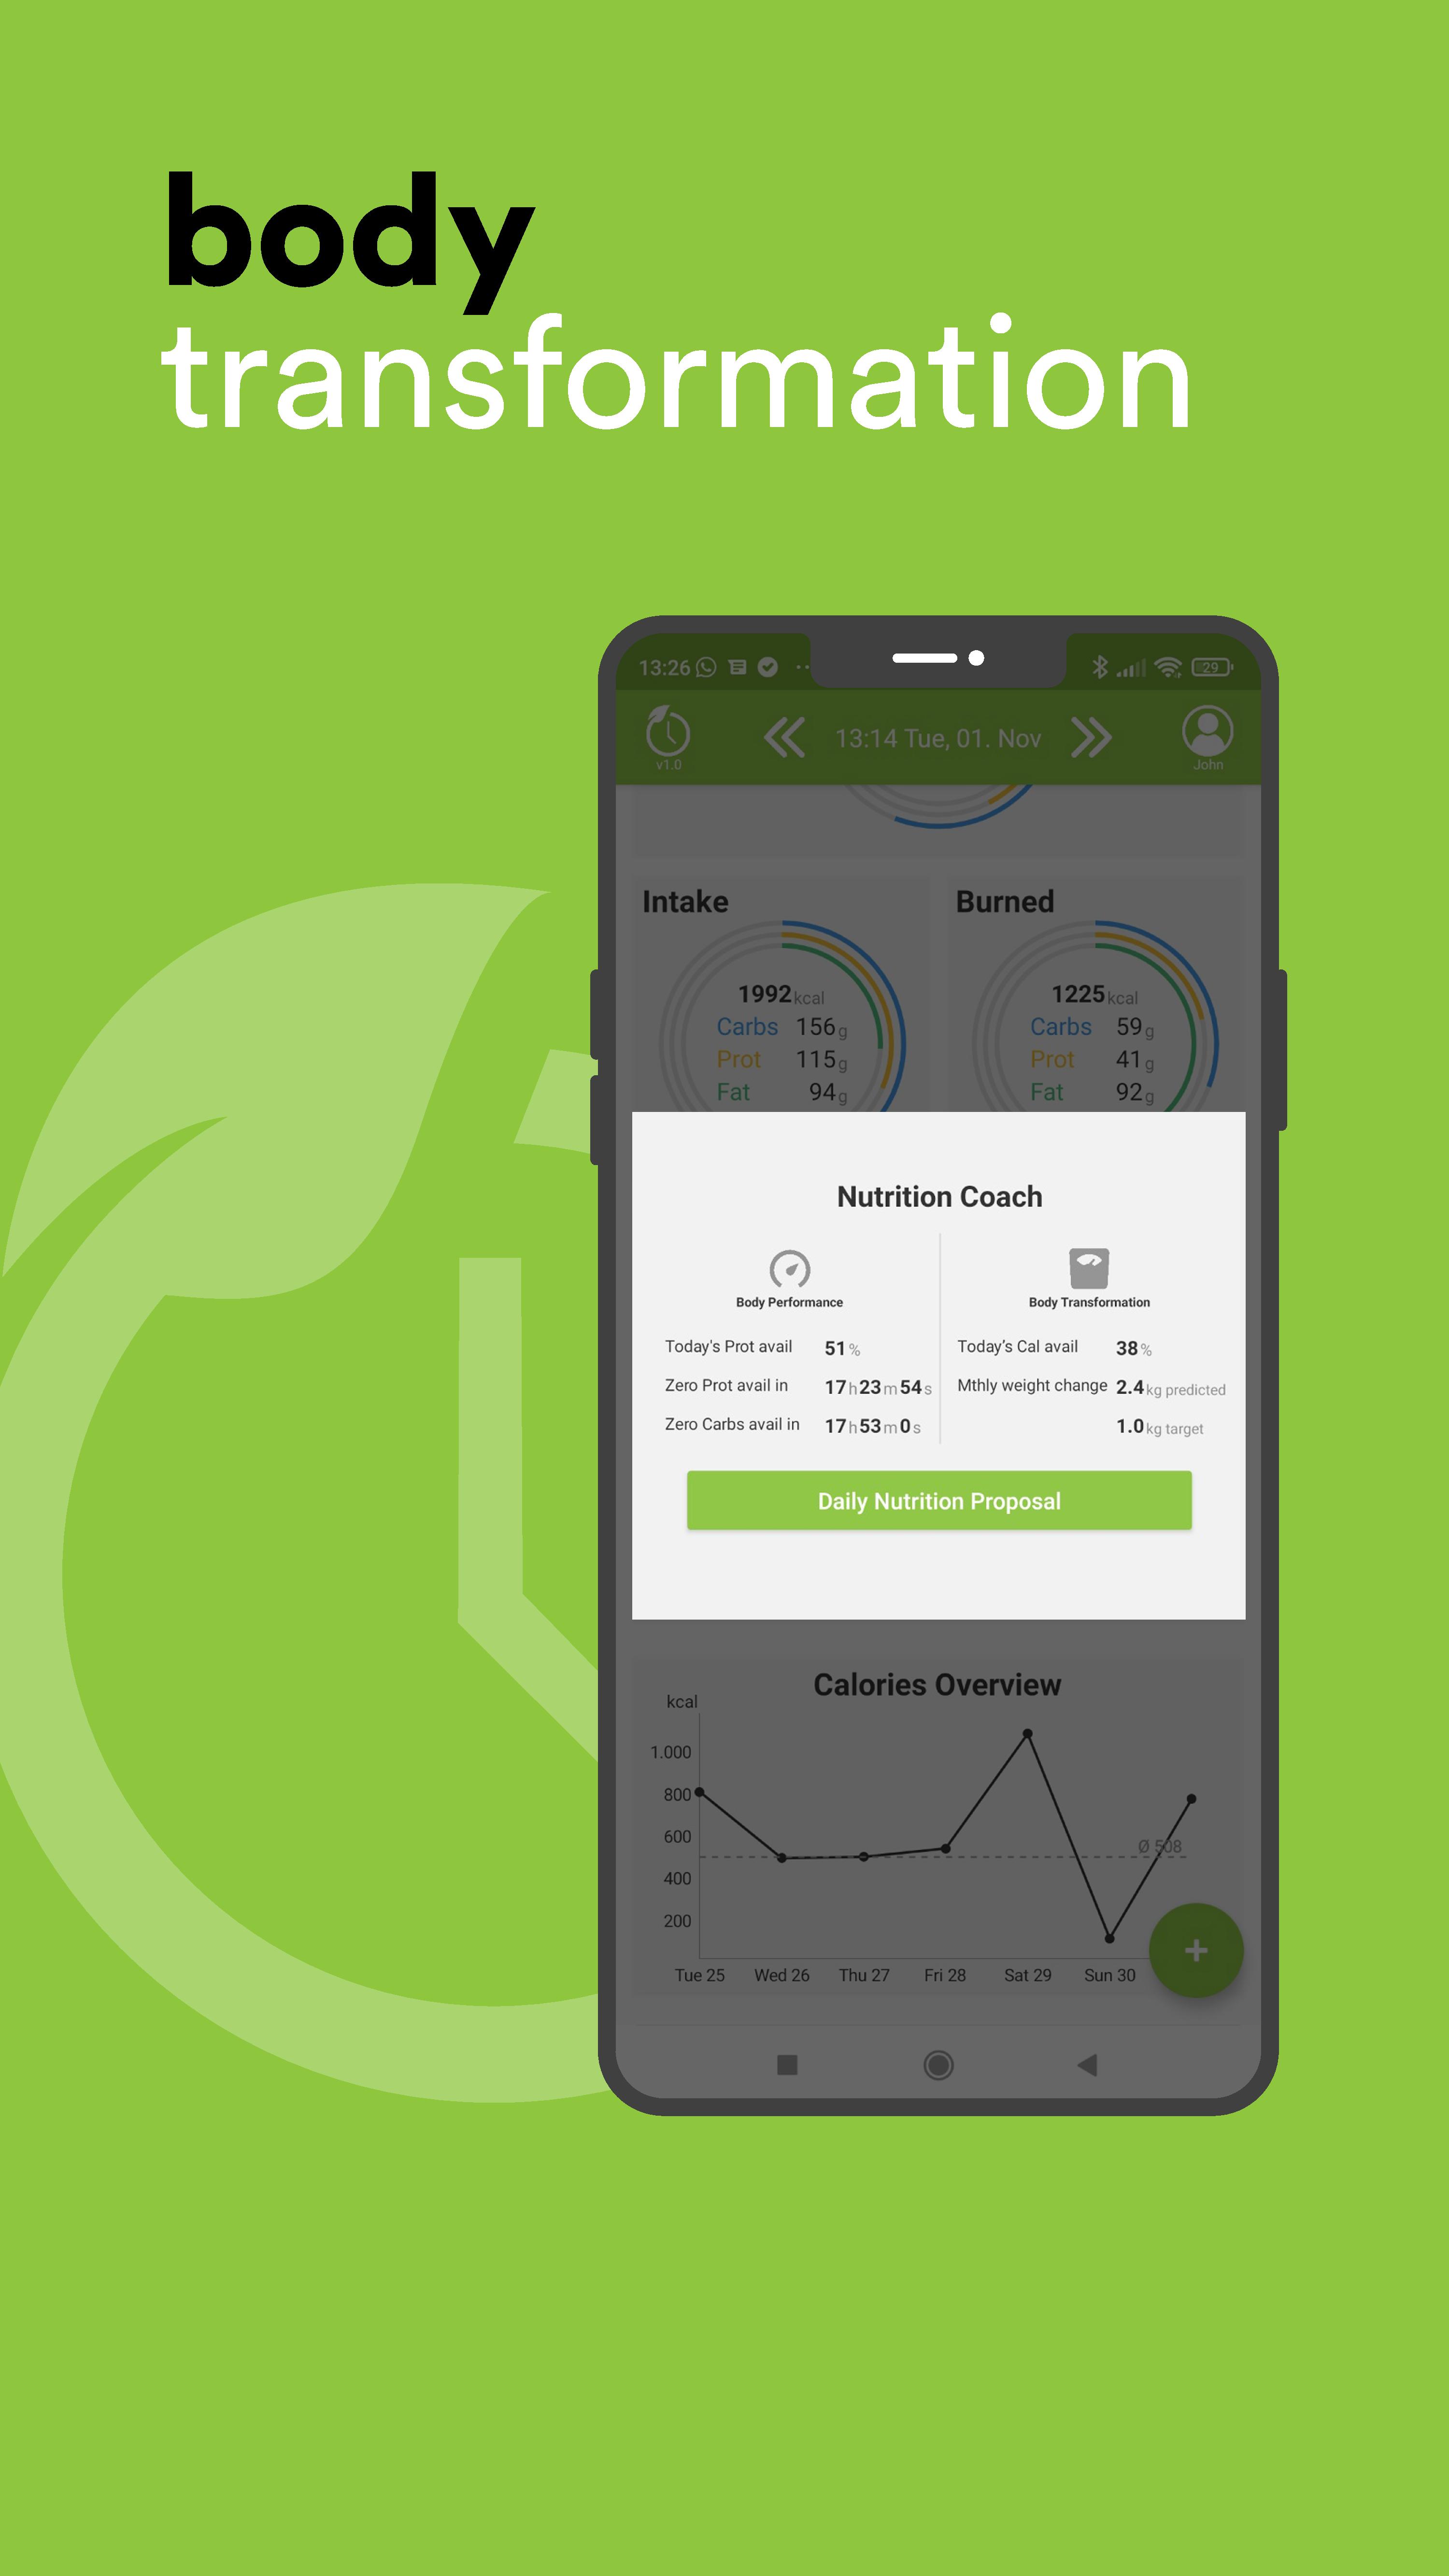 body
transformation
13:26 29
13:14 Tue, 01. Nov
v1.0 John
Intake Burned
1992 kcal 1225 kcal
Carbs 156 g Carbs 59 g
Prot 115 g Prot 41 g
Fat 94 g Fat 92 g
Nutrition Coach
Body Performance Body Transformation
Today's Prot avail 51 % Today's Cal avail 38 %
Zero Prot avail in 17 h 23 m 54 s Mthly weight change 2.4 kg predicted
Zero Carbs avail in 17 h 53 m 0 s 1.0 kg target
Daily Nutrition Proposal
Calories Overview
kcal
1.000
800
600
Ø 508
400
200
+
Tue 25 Wed 26 Thu 27 Fri 28 Sat 29 Sun 30